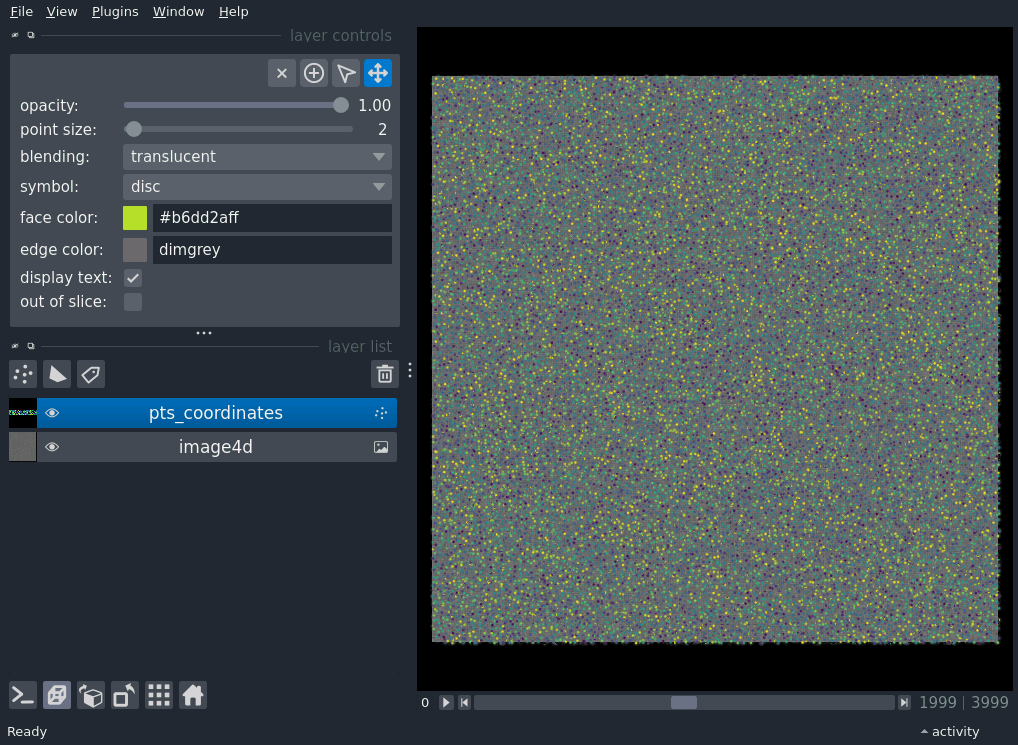 File View Plugins Window Help
layer controls
opacity: 1.00
point size: 2
blending: translucent
symbol: disc
face color: #b6dd2aff
edge color: dimgrey
display text:
out of slice:
layer list
pts_coordinates
image4d
0 1999 | 3999
Ready activity